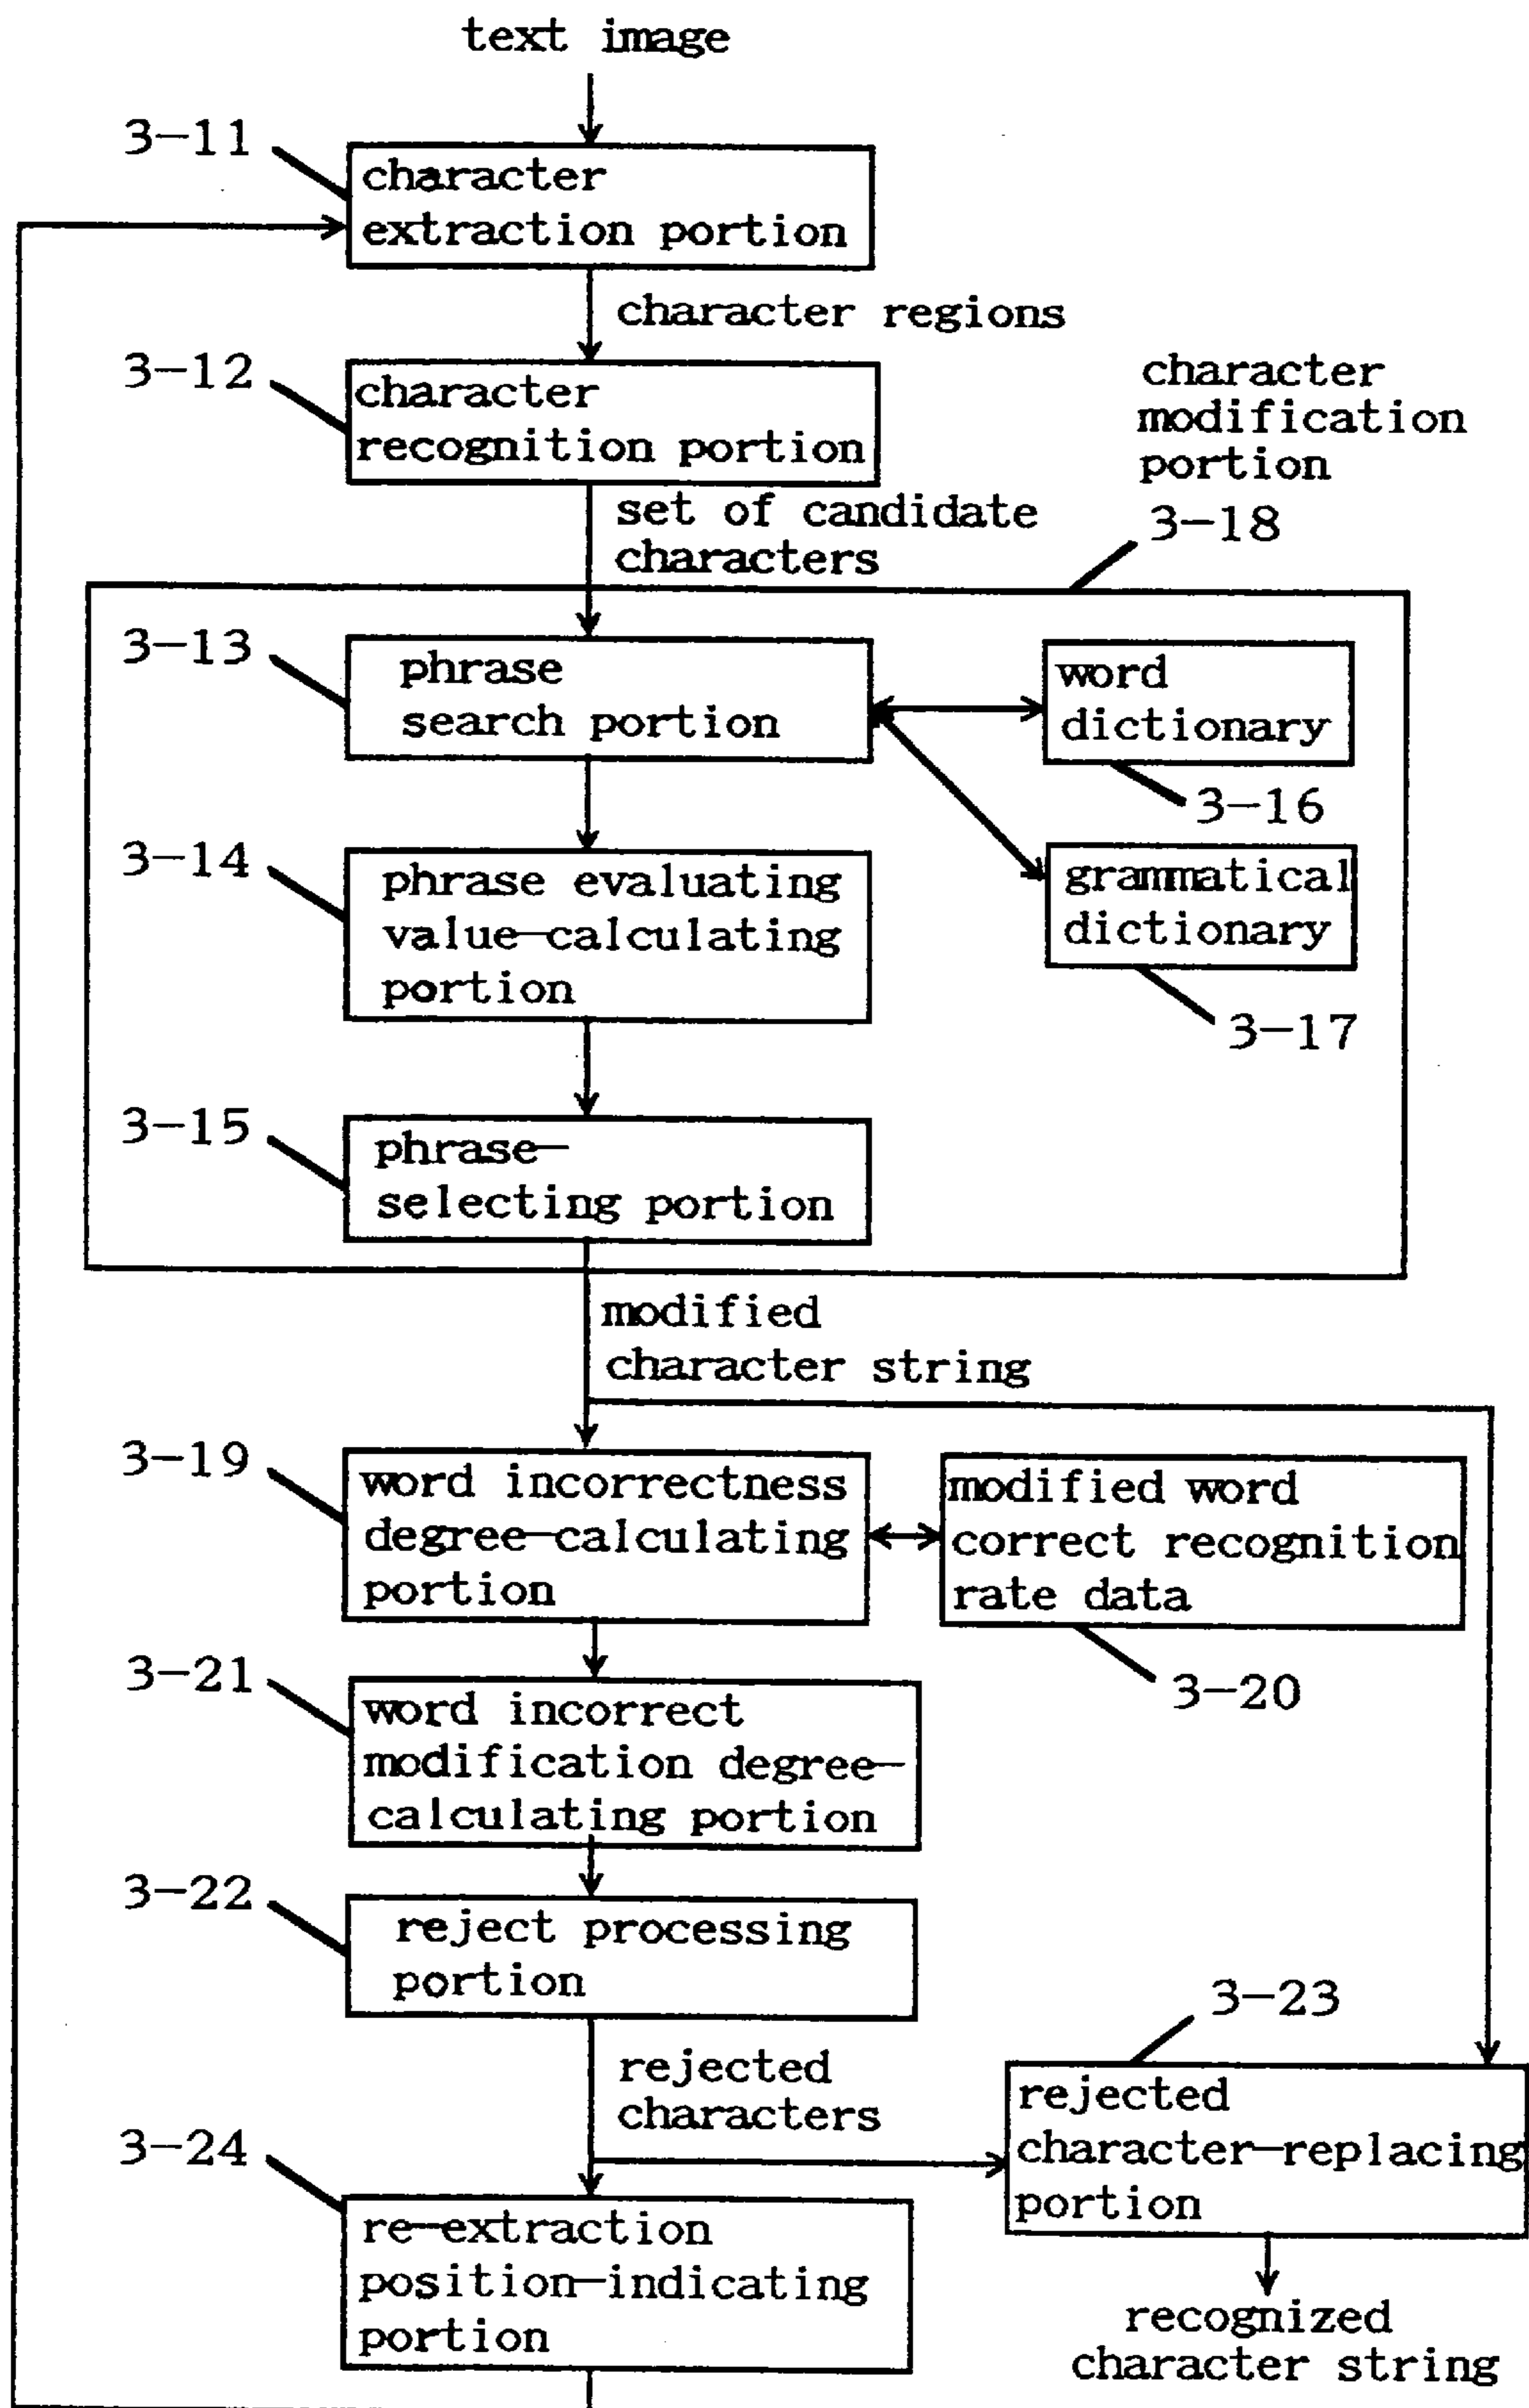 text image
3-11
character
extraction portion
character regions
3-12
character
recognition portion
character
modification
portion
3-18
set of candidate
characters
3-13
phrase
search portion
word
dictionary
3-16
3-14
phrase evaluating
value-calculating
portion
grammatical
dictionary
3-17
3-15
phrase-
selecting portion
modified
character string
3-19
word incorrectness
degree-calculating
portion
modified word
correct recognition
rate data
3-20
3-21
word incorrect
modification degree-
calculating portion
3-22
reject processing
portion
3-23
rejected
characters
rejected
character-replacing
portion
3-24
re-extraction
position-indicating
portion
recognized
character string